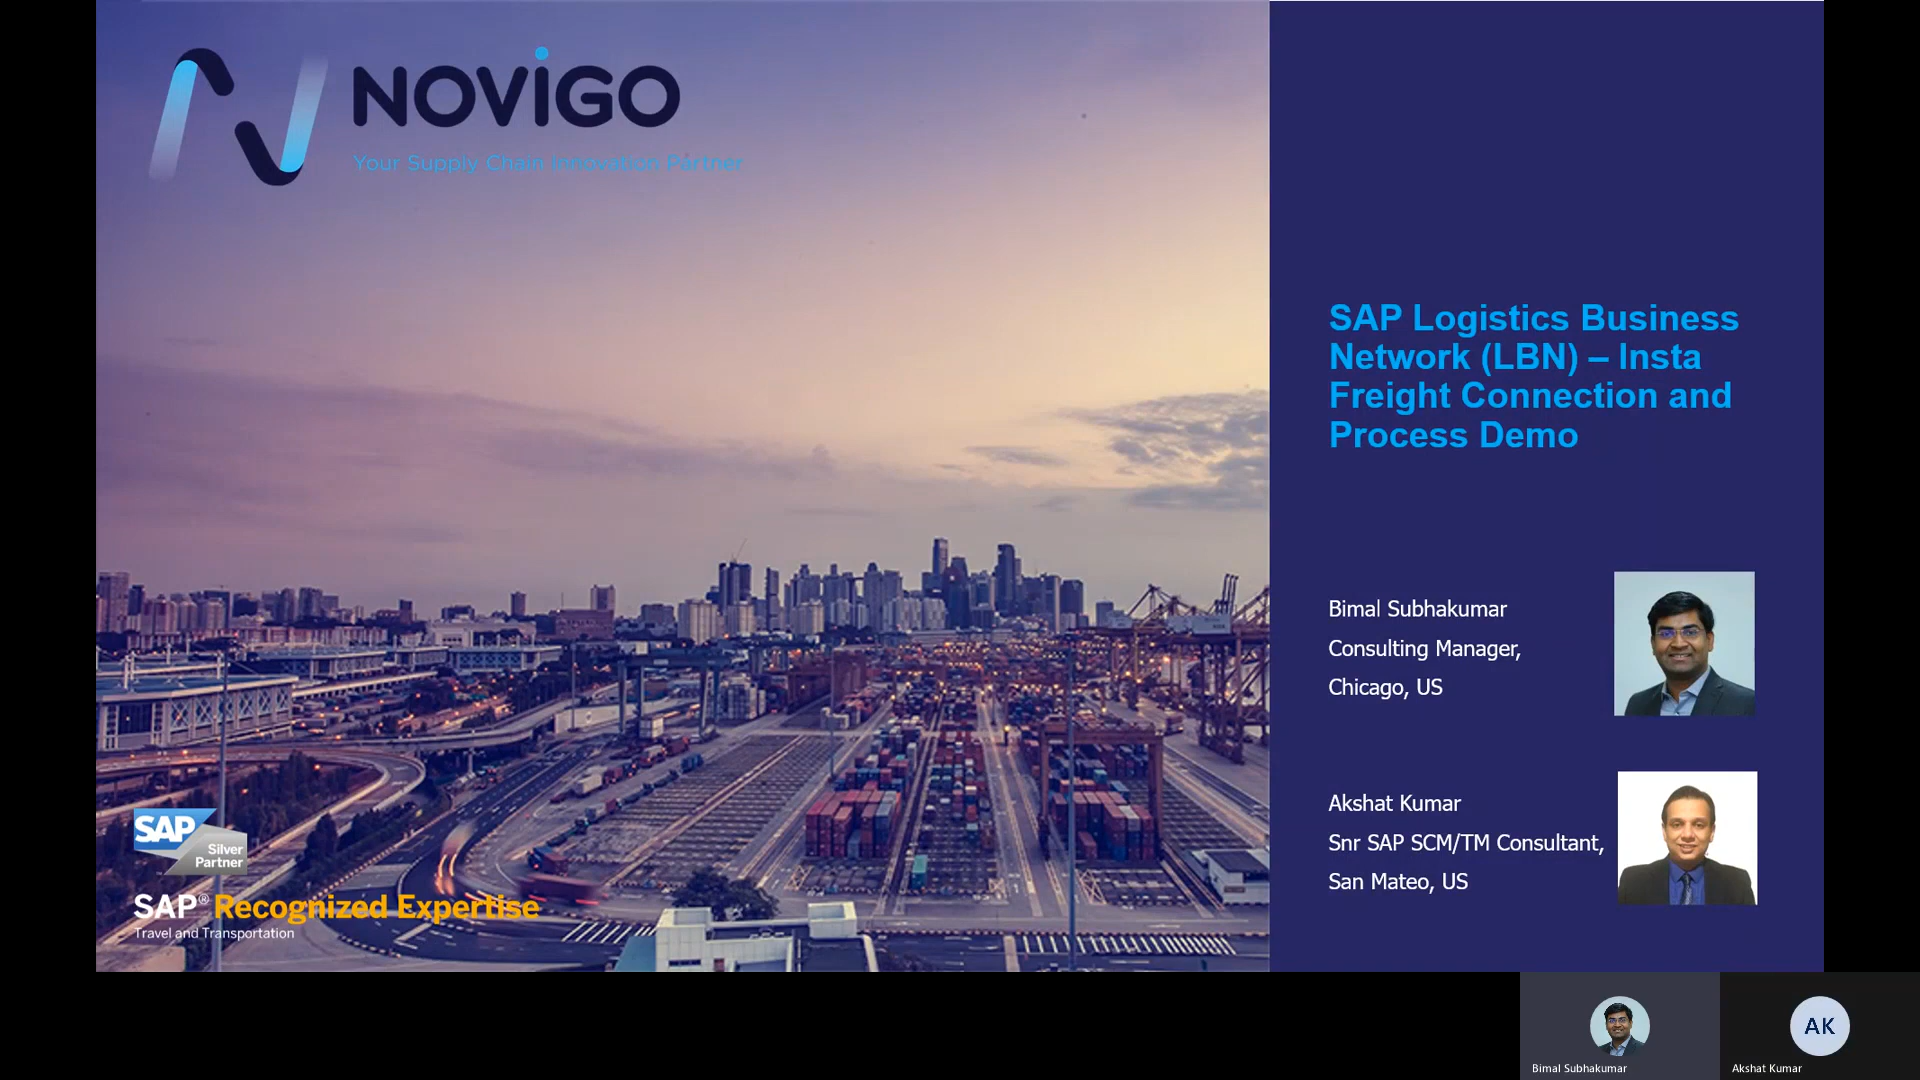 NOVIGO
Your Supply Chain Innovation Partner
SAP Logistics Business
Network (LBN) – Insta
Freight Connection and
Process Demo
Bimal Subhakumar
Consulting Manager,
Chicago, US
Akshat Kumar
Snr SAP SCM/TM Consultant,
San Mateo, US
SAP
Silver
Partner
SAP® Recognized Expertise
Travel and Transportation
AK
Bimal Subhakumar
Akshat Kumar